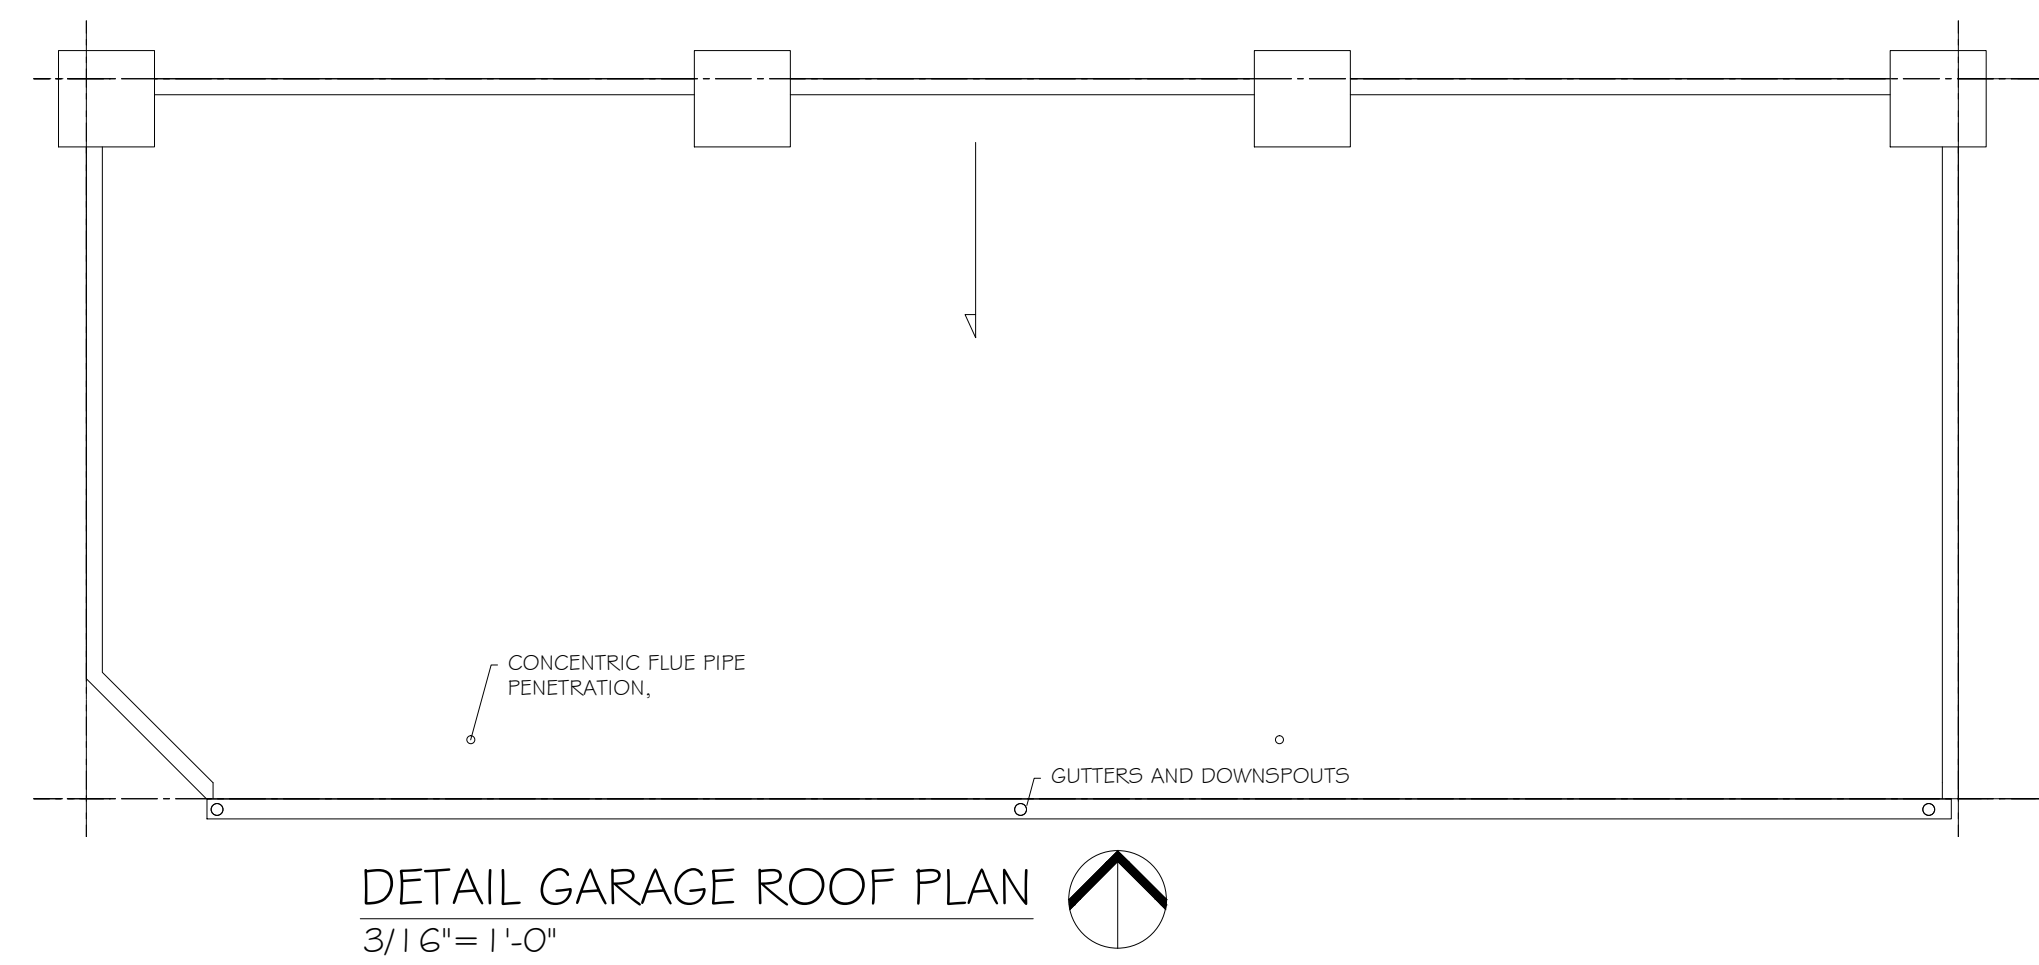 CONCENTRIC FLUE PIPE
PENETRATION,
GUTTERS AND DOWNSPOUTS
DETAIL GARAGE ROOF PLAN
3/16"=1'-0"